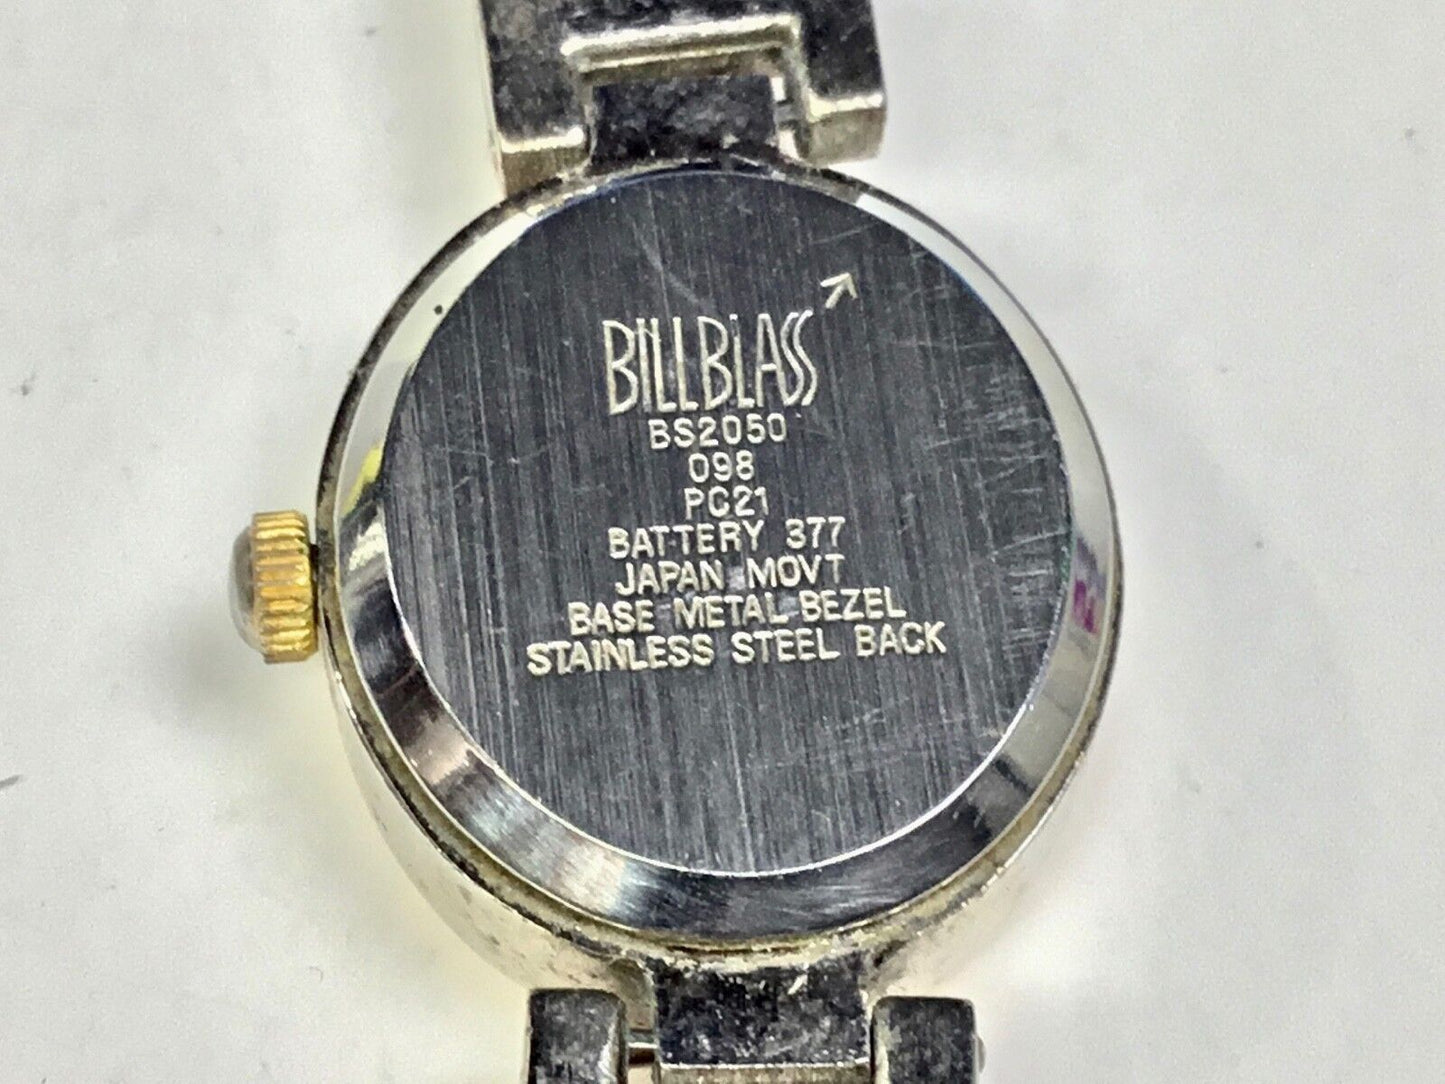 BILLBLASS
BS2050
098
PC21
BATTERY 377
JAPAN MOVT
BASE METAL BEZEL
STAINLESS STEEL BACK